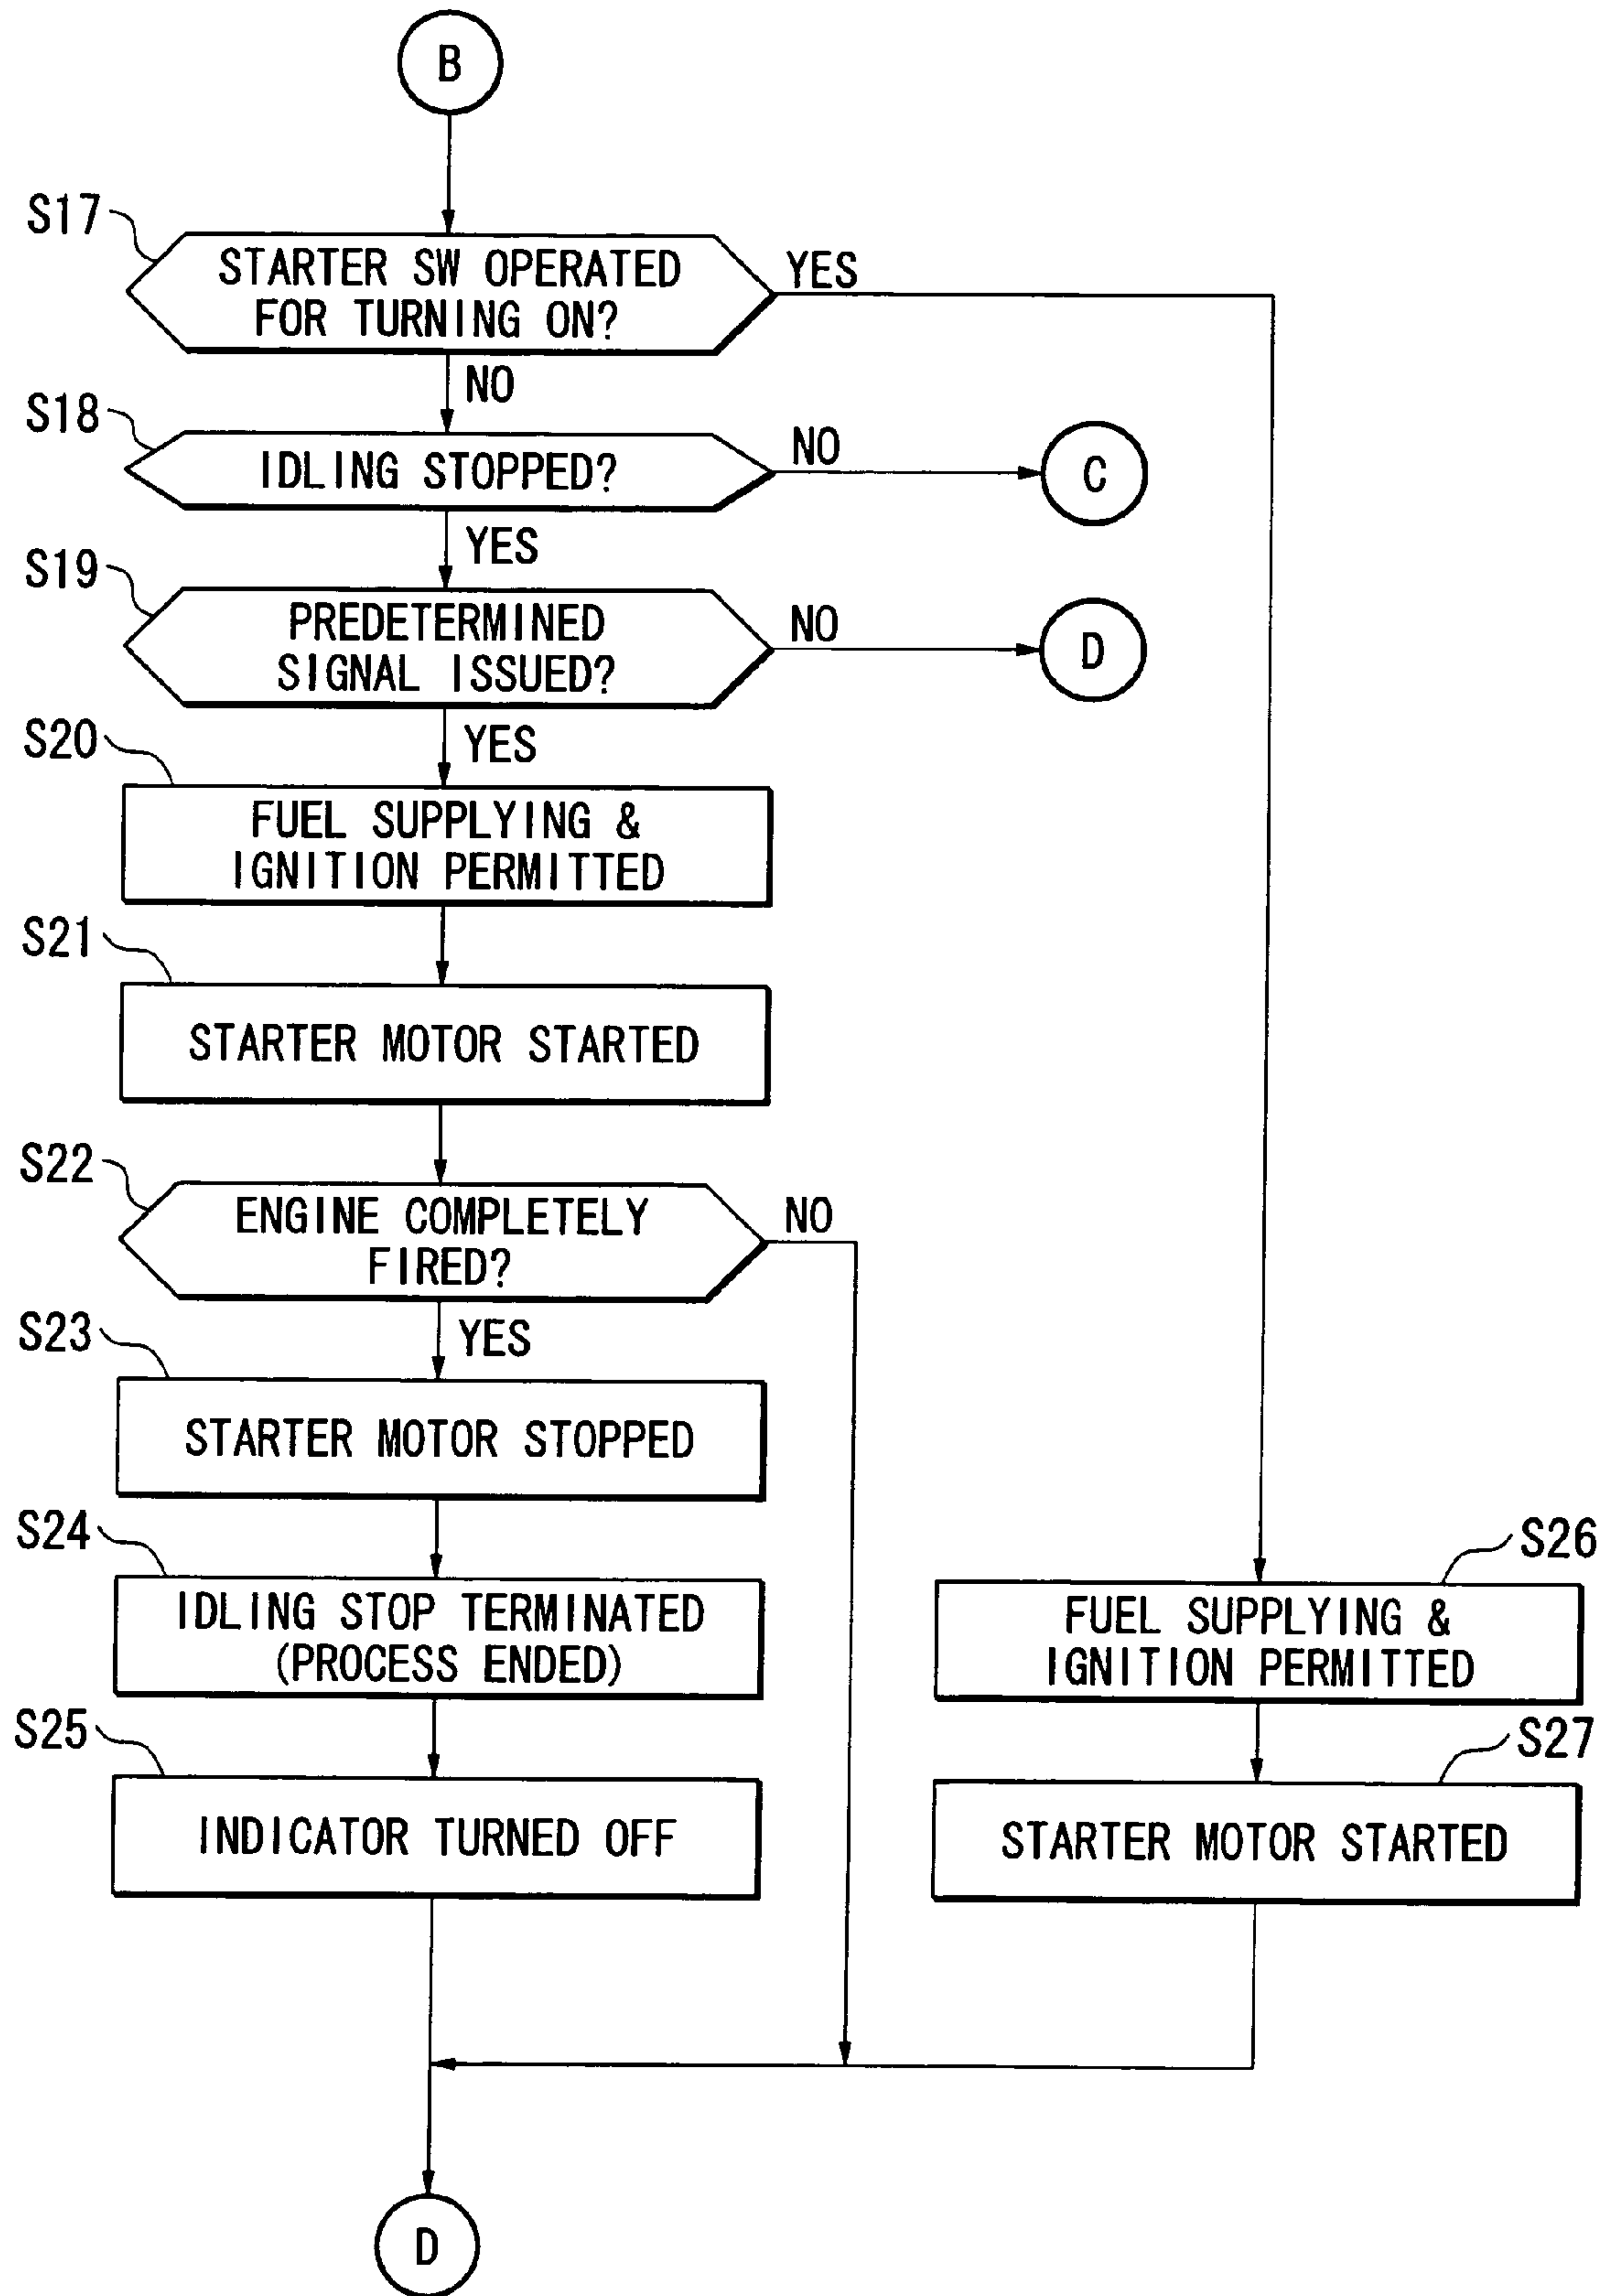 B
S17
STARTER SW OPERATED
FOR TURNING ON?
YES
NO
S18
IDLING STOPPED?
NO
C
YES
S19
PREDETERMINED
SIGNAL ISSUED?
NO
D
YES
S20
FUEL SUPPLYING &
IGNITION PERMITTED
S21
STARTER MOTOR STARTED
S22
ENGINE COMPLETELY
FIRED?
NO
YES
S23
STARTER MOTOR STOPPED
S24
IDLING STOP TERMINATED
(PROCESS ENDED)
S25
INDICATOR TURNED OFF
S26
FUEL SUPPLYING &
IGNITION PERMITTED
S27
STARTER MOTOR STARTED
D